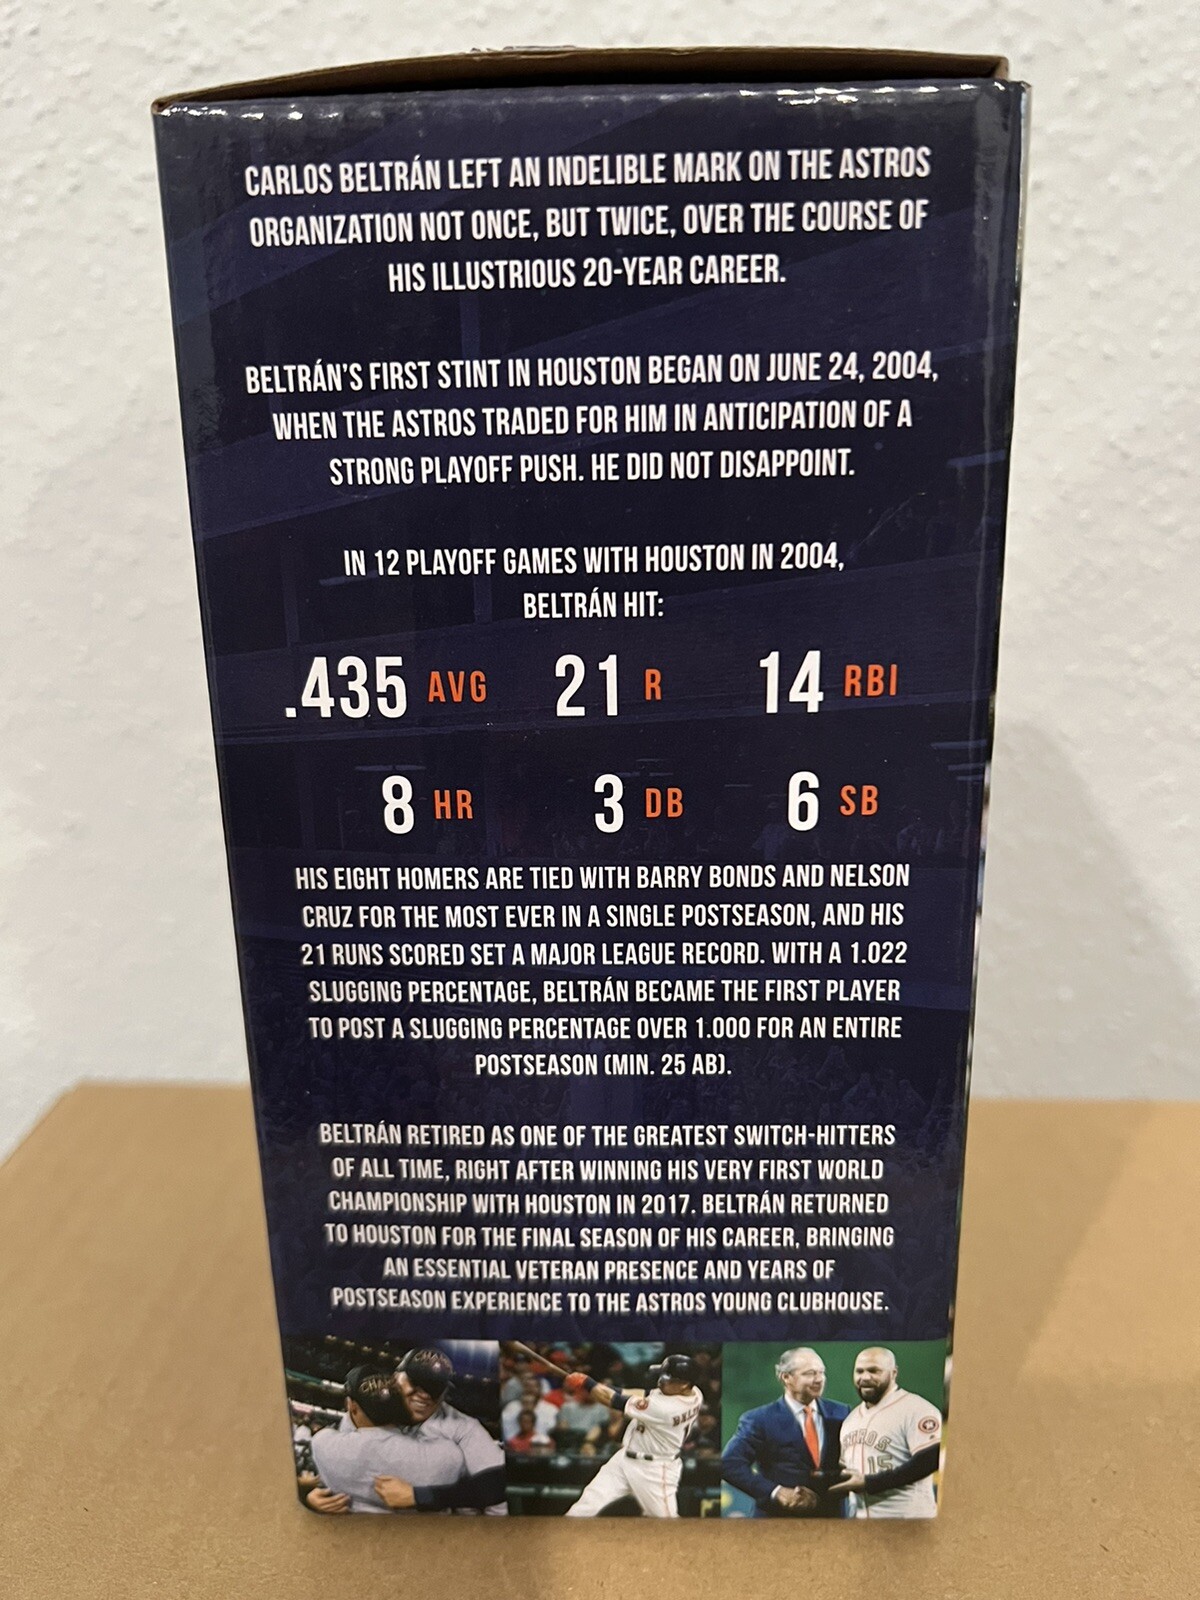 CARLOS BELTRÁN LEFT AN INDELIBLE MARK ON THE ASTROS
ORGANIZATION NOT ONCE, BUT TWICE, OVER THE COURSE OF
HIS ILLUSTRIOUS 20-YEAR CAREER.
BELTRÁN'S FIRST STINT IN HOUSTON BEGAN ON JUNE 24, 2004,
WHEN THE ASTROS TRADED FOR HIM IN ANTICIPATION OF A
STRONG PLAYOFF PUSH. HE DID NOT DISAPPOINT.
IN 12 PLAYOFF GAMES WITH HOUSTON IN 2004,
BELTRÁN HIT:
.435 AVG 21 R 14 RBI
8 HR 3 DB 6 SB
HIS EIGHT HOMERS ARE TIED WITH BARRY BONDS AND NELSON
CRUZ FOR THE MOST EVER IN A SINGLE POSTSEASON, AND HIS
21 RUNS SCORED SET A MAJOR LEAGUE RECORD. WITH A 1.022
SLUGGING PERCENTAGE, BELTRÁN BECAME THE FIRST PLAYER
TO POST A SLUGGING PERCENTAGE OVER 1.000 FOR AN ENTIRE
POSTSEASON (MIN. 25 AB).
BELTRÁN RETIRED AS ONE OF THE GREATEST SWITCH-HITTERS
OF ALL TIME, RIGHT AFTER WINNING HIS VERY FIRST WORLD
CHAMPIONSHIP WITH HOUSTON IN 2017. BELTRÁN RETURNED
TO HOUSTON FOR THE FINAL SEASON OF HIS CAREER, BRINGING
AN ESSENTIAL VETERAN PRESENCE AND YEARS OF
POSTSEASON EXPERIENCE TO THE ASTROS YOUNG CLUBHOUSE.
15